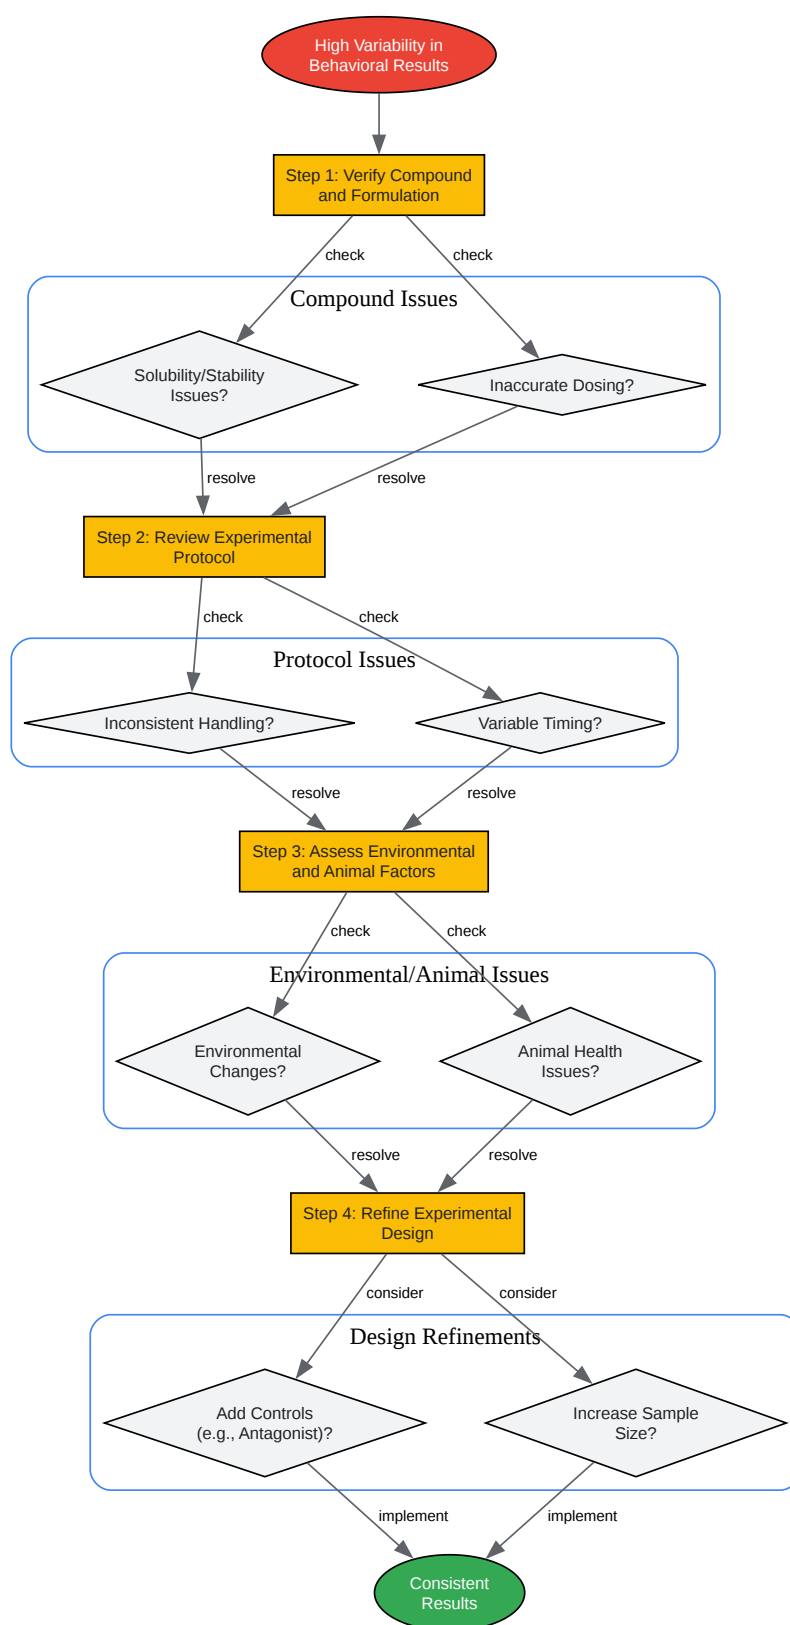 High Variability in
Behavioral Results
Step 1: Verify Compound
and Formulation
check
check
Compound Issues
Solubility/Stability
Issues?
Inaccurate Dosing?
resolve
resolve
Step 2: Review Experimental
Protocol
check
check
Protocol Issues
Inconsistent Handling?
Variable Timing?
resolve
resolve
Step 3: Assess Environmental
and Animal Factors
check
check
Environmental/Animal Issues
Environmental
Changes?
Animal Health
Issues?
resolve
resolve
Step 4: Refine Experimental
Design
consider
consider
Design Refinements
Add Controls
(e.g., Antagonist)?
Increase Sample
Size?
implement
implement
Consistent
Results